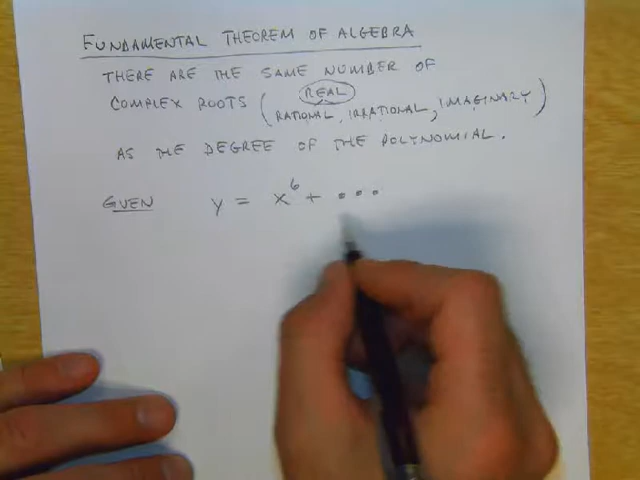 FUNDAMENTAL THEOREM OF ALGEBRA
THERE ARE THE SAME NUMBER OF
REAL
COMPLEX ROOTS (RATIONAL, IRRATIONAL, IMAGINARY)
AS THE DEGREE OF THE POLYNOMIAL.
GIVEN y = x⁶ + •••